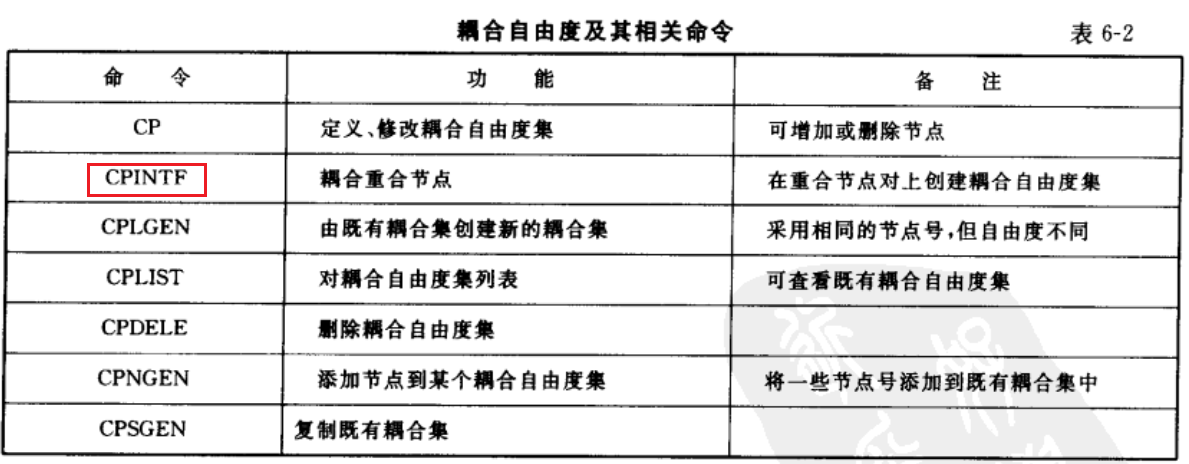 耦合自由度及其相关命令 表 6-2
命 令 功 能 备 注
CP 定义、修改耦合自由度集 可增加或删除节点
CPINTF 耦合重合节点 在重合节点对上创建耦合自由度集
CPLGEN 由既有耦合集创建新的耦合集 采用相同的节点号,但自由度不同
CPLIST 对耦合自由度集列表 可查看既有耦合自由度集
CPDELE 删除耦合自由度集
CPNGEN 添加节点到某个耦合自由度集 将一些节点号添加到既有耦合集中
CPSGEN 复制既有耦合集